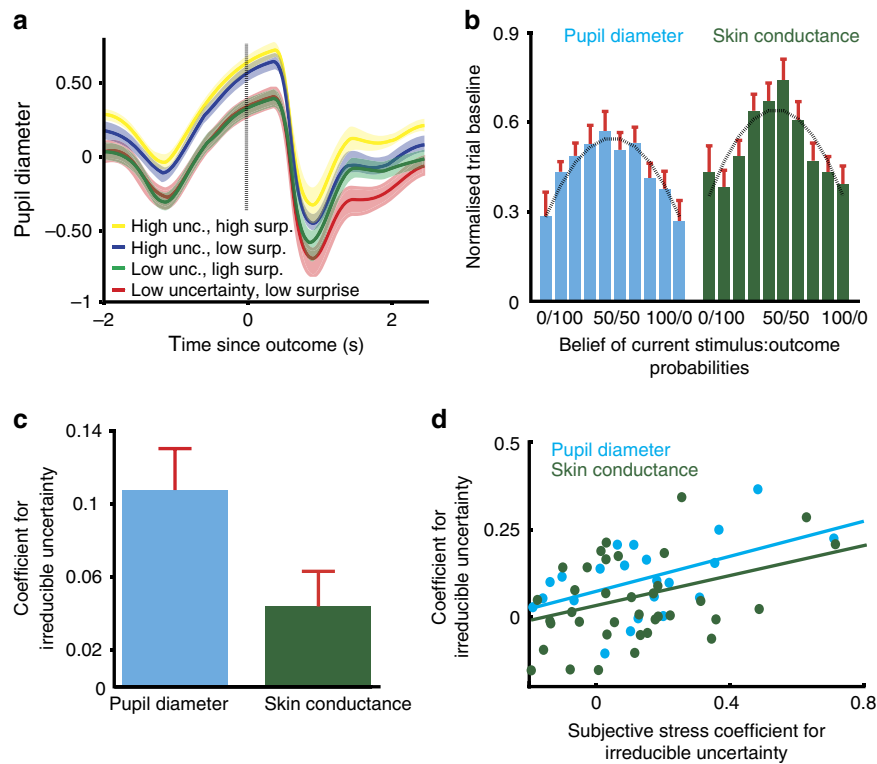 a
Pupil diameter
0.50
0
−0.50
−1
High unc., high surp.
High unc., low surp.
Low unc., ligh surp.
Low uncertainty, low surprise
−2
0
2
Time since outcome (s)
b
Pupil diameter
Skin conductance
Normalised trial baseline
0.9
0.6
0.3
0
0/100
50/50
100/0
0/100
50/50
100/0
Belief of current stimulus:outcome
probabilities
c
Coefficient for
irreducible uncertainty
0.14
0.1
0.06
0.02
0
Pupil diameter
Skin conductance
d
Pupil diameter
Skin conductance
Coefficient for
irreducible uncertainty
0.5
0.25
0
0
0.4
0.8
Subjective stress coefficient for
irreducible uncertainty